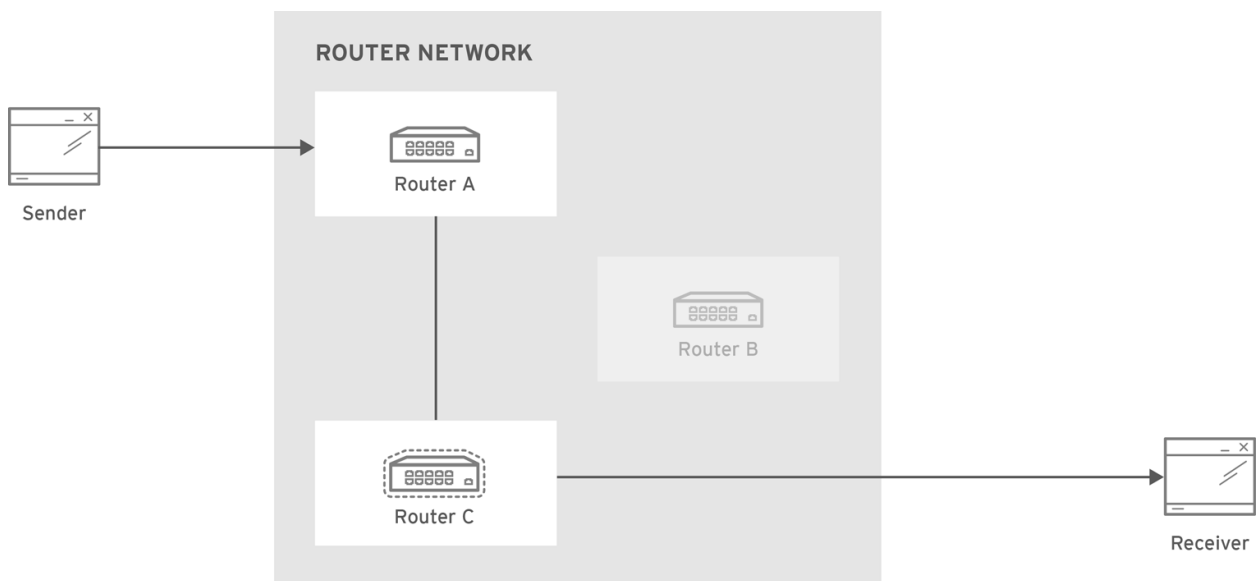 ROUTER NETWORK
Router A
Sender
Router B
Router C
Receiver